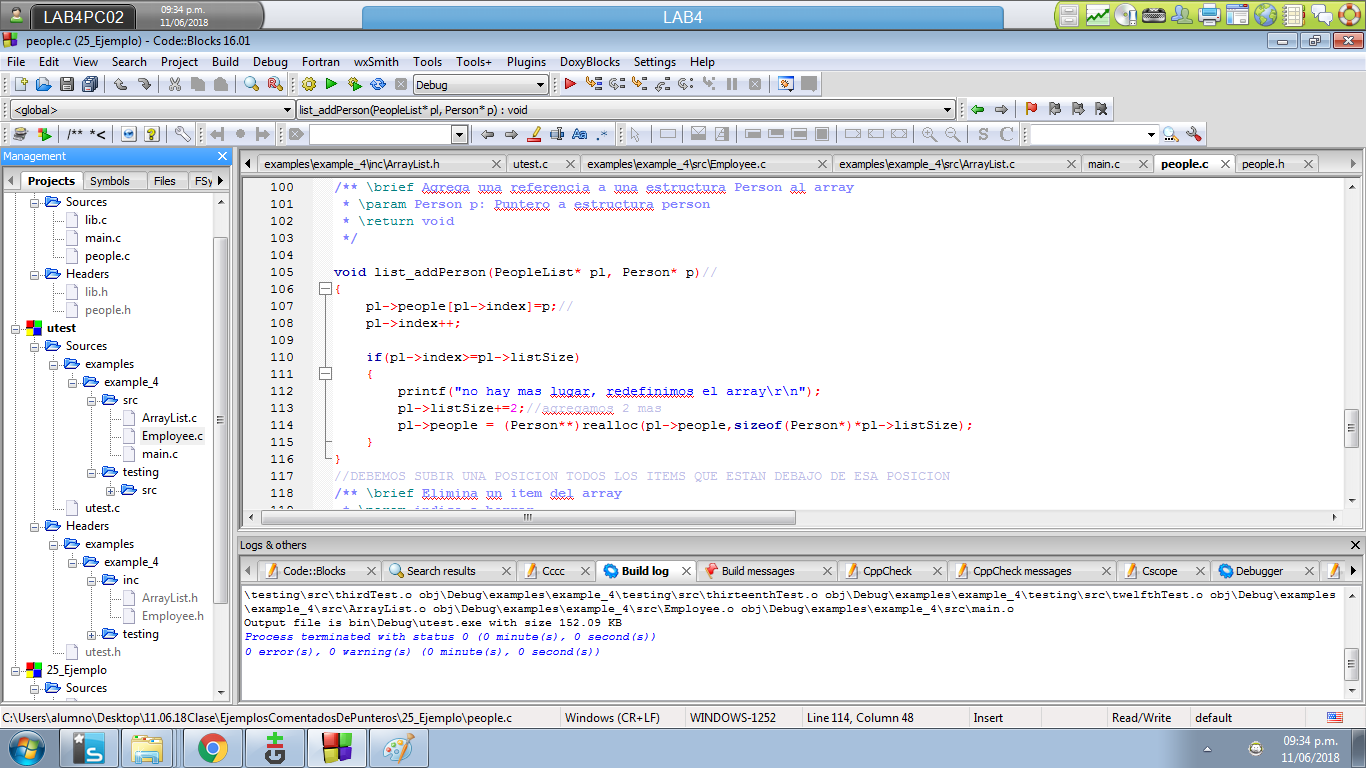 LAB4PC02
09:34 p.m.
11/06/2018
LAB4
people.c (25_Ejemplo) - Code::Blocks 16.01
File Edit View Search Project Build Debug Fortran wxSmith Tools Tools+ Plugins DoxyBlocks Settings Help
Debug
<global>
list_addPerson(PeopleList* pl, Person* p) : void
/** *<
Aa .*
S C
Management
Projects Symbols Files FSy
Sources
lib.c
main.c
people.c
Headers
lib.h
people.h
utest
Sources
examples
example_4
src
ArrayList.c
Employee.c
main.c
testing
src
utest.c
Headers
examples
example_4
inc
ArrayList.h
Employee.h
testing
utest.h
25_Ejemplo
Sources
examples\example_4\inc\ArrayList.h utest.c examples\example_4\src\Employee.c examples\example_4\src\ArrayList.c main.c people.c people.h
100 /** \brief Agrega una referencia a una estructura Person al array
101 * \param Person p: Puntero a estructura person
102 * \return void
103 */
104
105 void list_addPerson(PeopleList* pl, Person* p)//
106 {
107 pl->people[pl->index]=p;//
108 pl->index++;
109
110 if(pl->index>=pl->listSize)
111 {
112 printf("no hay mas lugar, redefinimos el array\r\n");
113 pl->listSize+=2;//agregamos 2 mas
114 pl->people = (Person**)realloc(pl->people,sizeof(Person*)*pl->listSize);
115 }
116 }
117 //DEBEMOS SUBIR UNA POSICION TODOS LOS ITEMS QUE ESTAN DEBAJO DE ESA POSICION
118 /** \brief Elimina un item del array
Logs & others
Code::Blocks Search results Cccc Build log Build messages CppCheck CppCheck messages Cscope Debugger
\testing\src\thirdTest.o obj\Debug\examples\example_4\testing\src\thirteenthTest.o obj\Debug\examples\example_4\testing\src\twelfthTest.o obj\Debug\examples
\example_4\src\ArrayList.o obj\Debug\examples\example_4\src\Employee.o obj\Debug\examples\example_4\src\main.o
Output file is bin\Debug\utest.exe with size 152.09 KB
Process terminated with status 0 (0 minute(s), 0 second(s))
0 error(s), 0 warning(s) (0 minute(s), 0 second(s))
C:\Users\alumno\Desktop\11.06.18Clase\EjemplosComentadosDePunteros\25_Ejemplo\people.c Windows (CR+LF) WINDOWS-1252 Line 114, Column 48 Insert Read/Write default
09:34 p.m.
11/06/2018